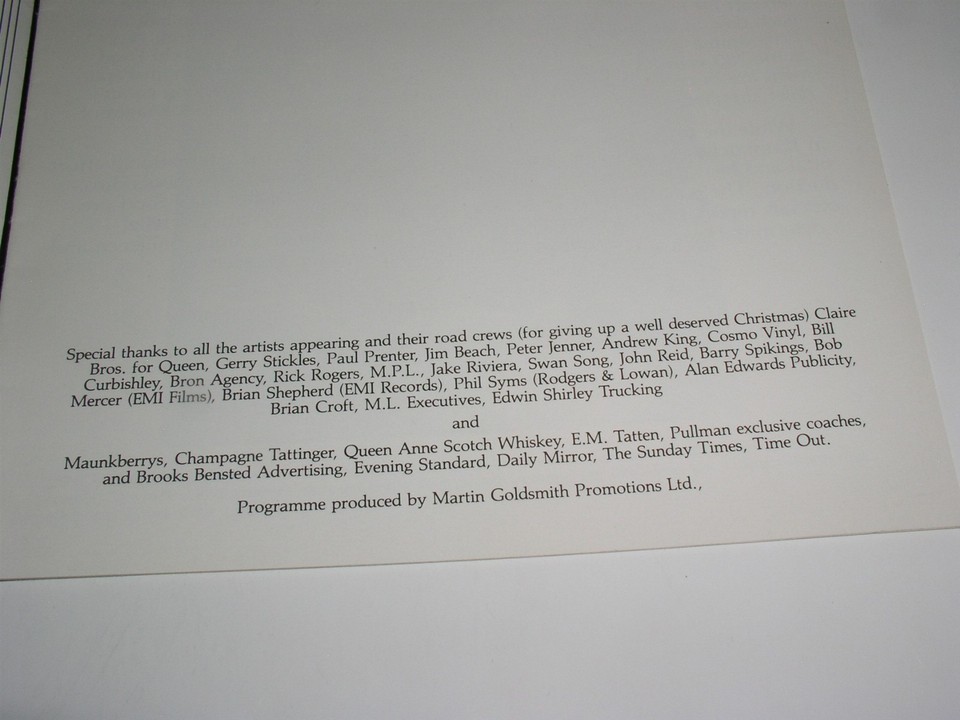 Special thanks to all the artists appearing and their road crews (for giving up a well deserved Christmas) Claire
Bros. for Queen, Gerry Stickles, Paul Prenter, Jim Beach, Peter Jenner, Andrew King, Cosmo Vinyl, Bill
Curbishley, Bron Agency, Rick Rogers, M.P.L., Jake Riviera, Swan Song, John Reid, Barry Spikings, Bob
Mercer (EMI Films), Brian Shepherd (EMI Records), Phil Syms (Rodgers & Lowan), Alan Edwards Publicity,
Brian Croft, M.L. Executives, Edwin Shirley Trucking
and
Maunkberrys, Champagne Tattinger, Queen Anne Scotch Whiskey, E.M. Tatten, Pullman exclusive coaches,
and Brooks Bensted Advertising, Evening Standard, Daily Mirror, The Sunday Times, Time Out.
Programme produced by Martin Goldsmith Promotions Ltd.,